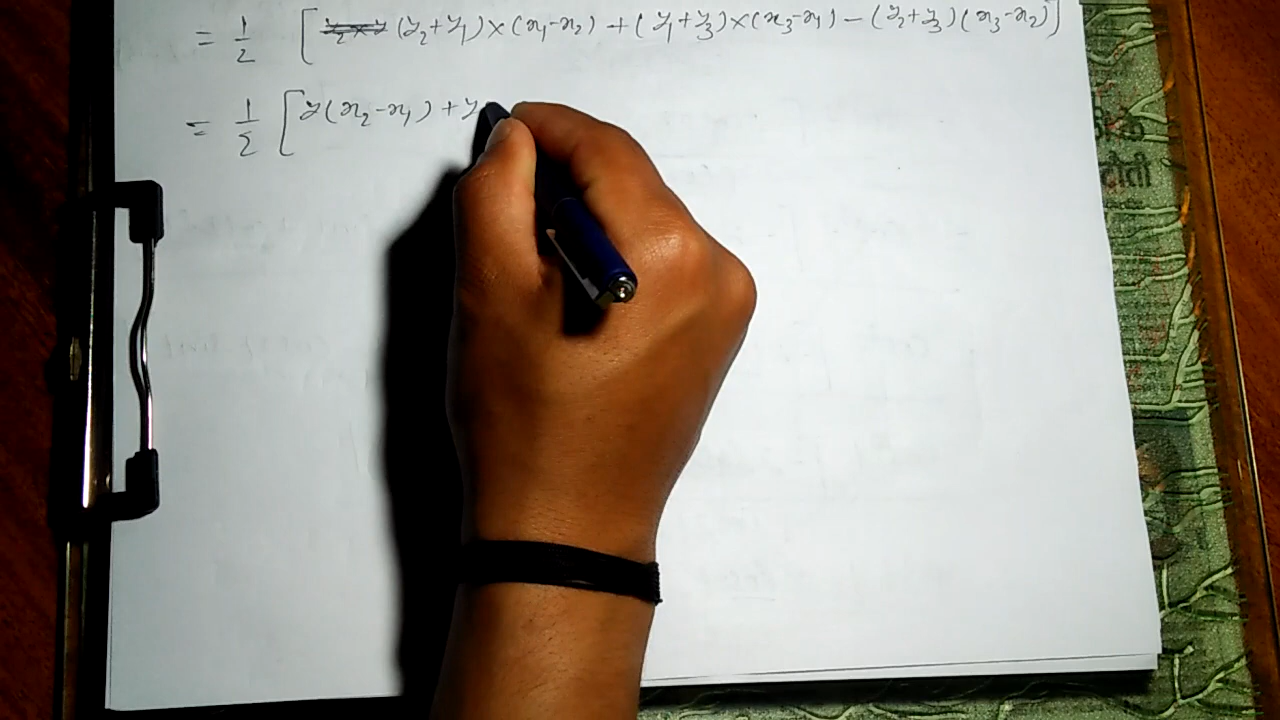 = 1/2 [ (y₂+y₁)×(x₁-x₂) + (y₁+y₃)×(x₃-x₁) - (y₂+y₃)(x₃-x₂) ]
= 1/2 [ y(x₂-x₁) + y